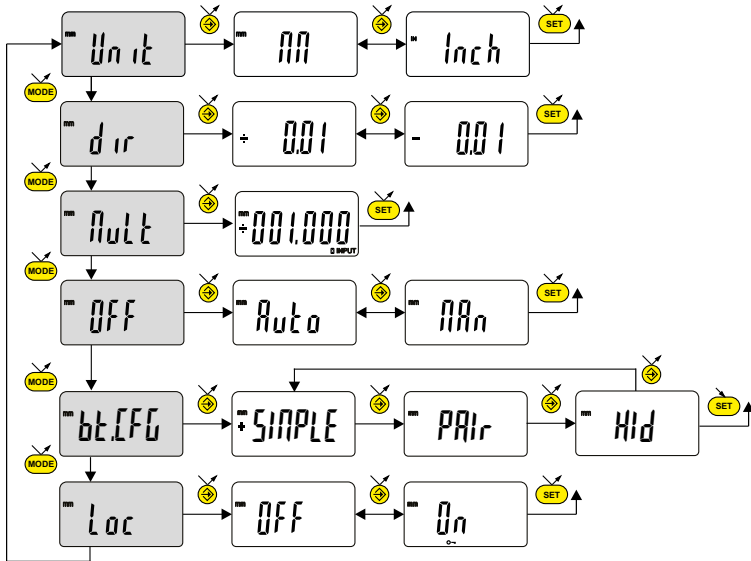 mm Unit mm MM IN Inch SET
MODE
mm dir ÷ 0.01 - 0.01 SET
MODE
mm Mult mm ÷001.000 INPUT SET
MODE
mm OFF mm Auto mm MAn SET
MODE
mm bt.CFG mm + SIMPLE mm PAIr mm HId SET
MODE
mm Loc mm OFF mm On SET